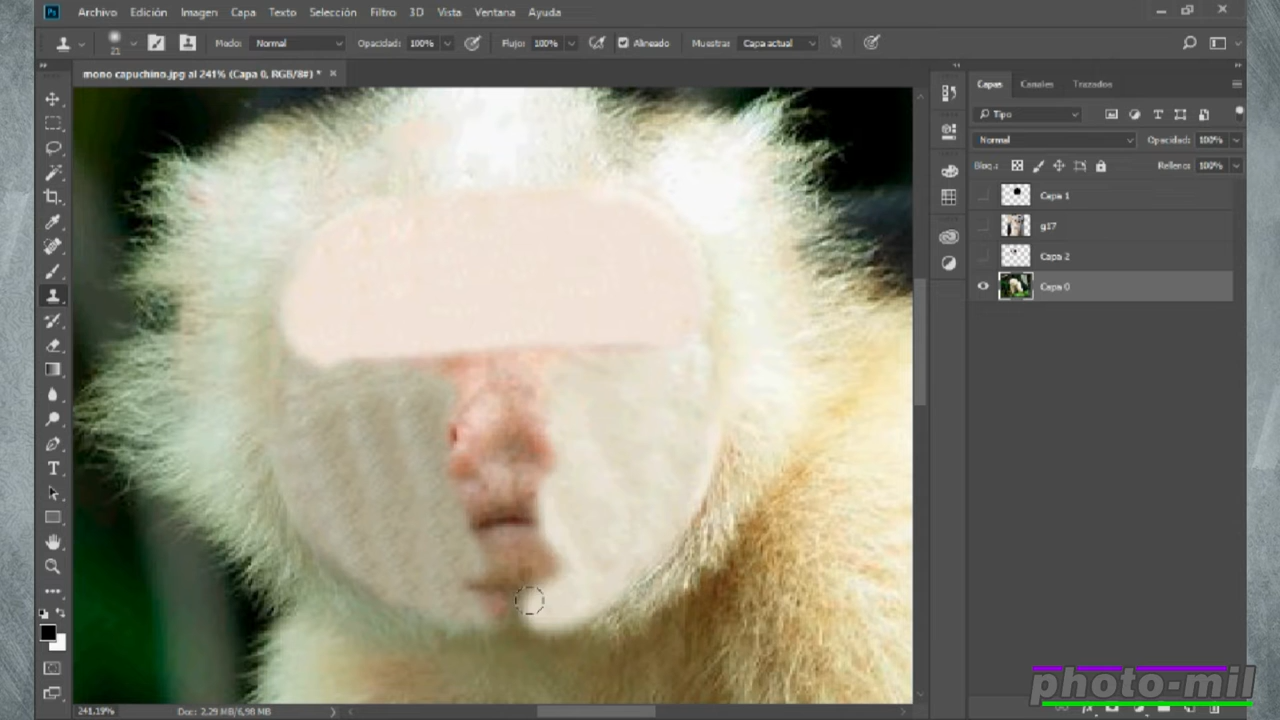 Ps Archivo Edición Imagen Capa Texto Selección Filtro 3D Vista Ventana Ayuda
21 Modo: Normal Opacidad: 100% Flujo: 100% Alineado Muestra: Capa actual
mono capuchino.jpg al 241% (Capa 0, RGB/8#) * ×
Capas Canales Trazados
Tipo
Normal Opacidad: 100%
Bloq.: Relleno: 100%
Capa 1
g17
Capa 2
Capa 0
241.19% Doc: 2.29 MB/6,98 MB
photo-mil